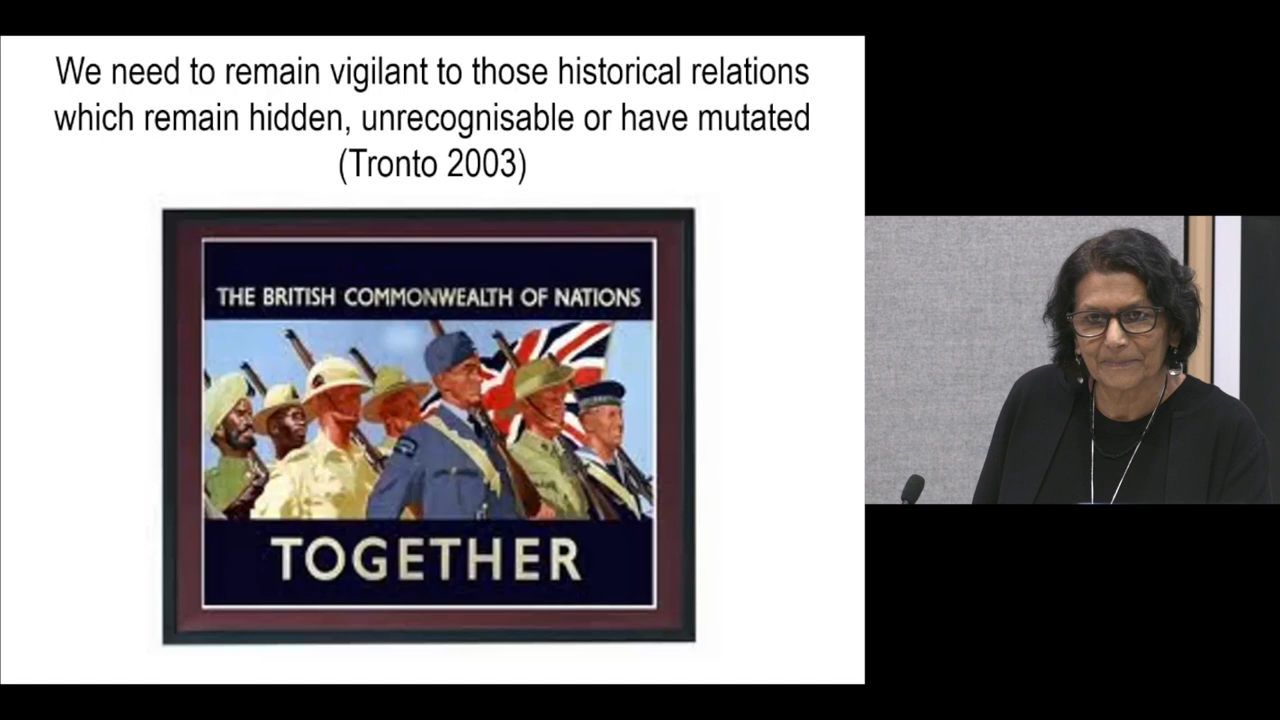 We need to remain vigilant to those historical relations
which remain hidden, unrecognisable or have mutated
(Tronto 2003)
THE BRITISH COMMONWEALTH OF NATIONS
TOGETHER